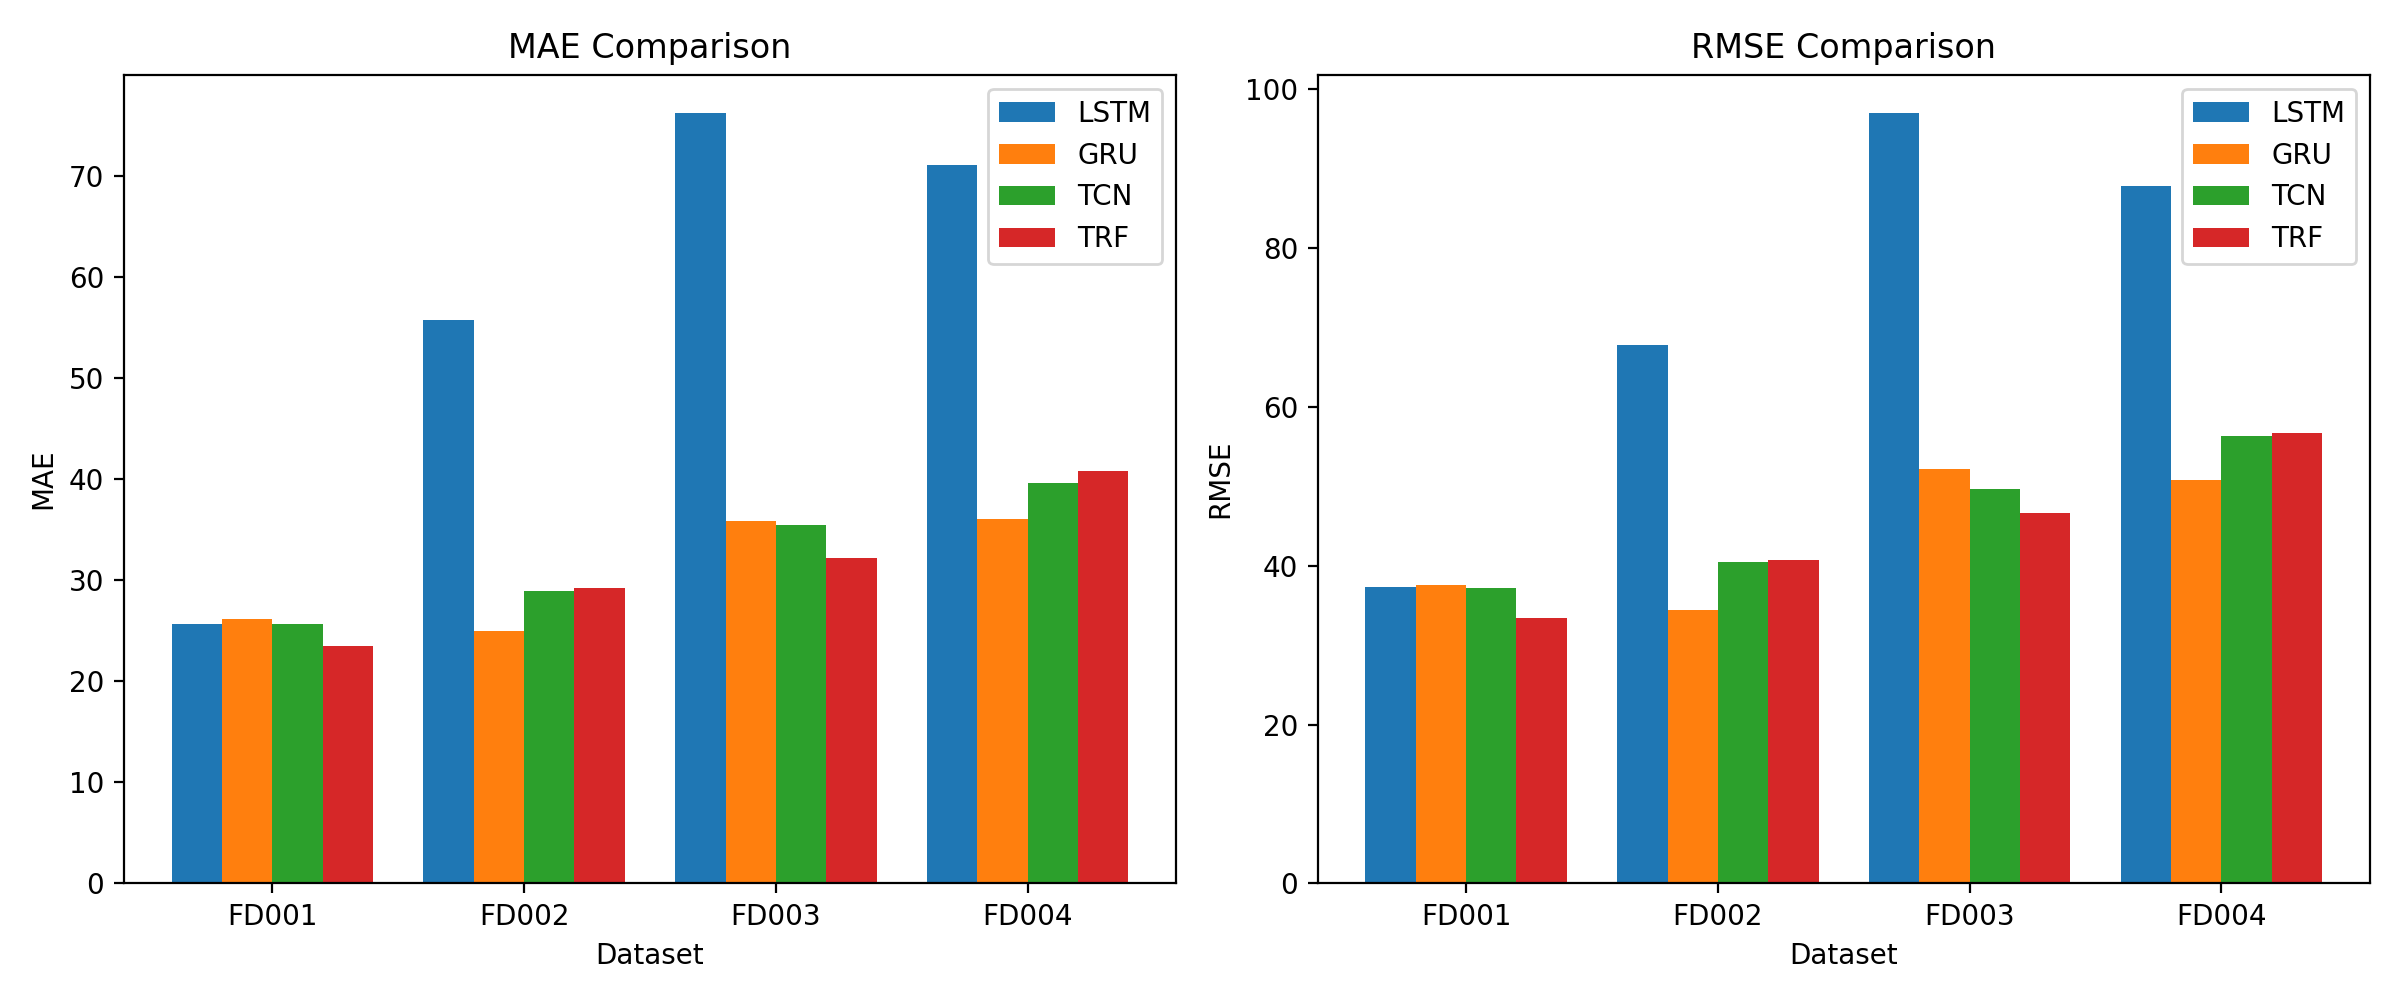 MAE Comparison
MAE
70
60
50
40
30
20
10
0
LSTM
GRU
TCN
TRF
FD001 FD002 FD003 FD004
Dataset
RMSE Comparison
RMSE
100
80
60
40
20
0
LSTM
GRU
TCN
TRF
FD001 FD002 FD003 FD004
Dataset